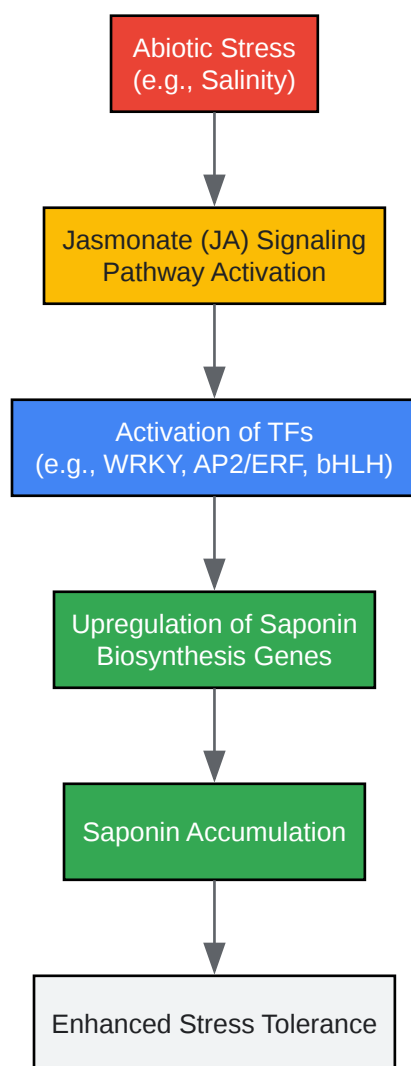 Abiotic Stress
(e.g., Salinity)
Jasmonate (JA) Signaling
Pathway Activation
Activation of TFs
(e.g., WRKY, AP2/ERF, bHLH)
Upregulation of Saponin
Biosynthesis Genes
Saponin Accumulation
Enhanced Stress Tolerance